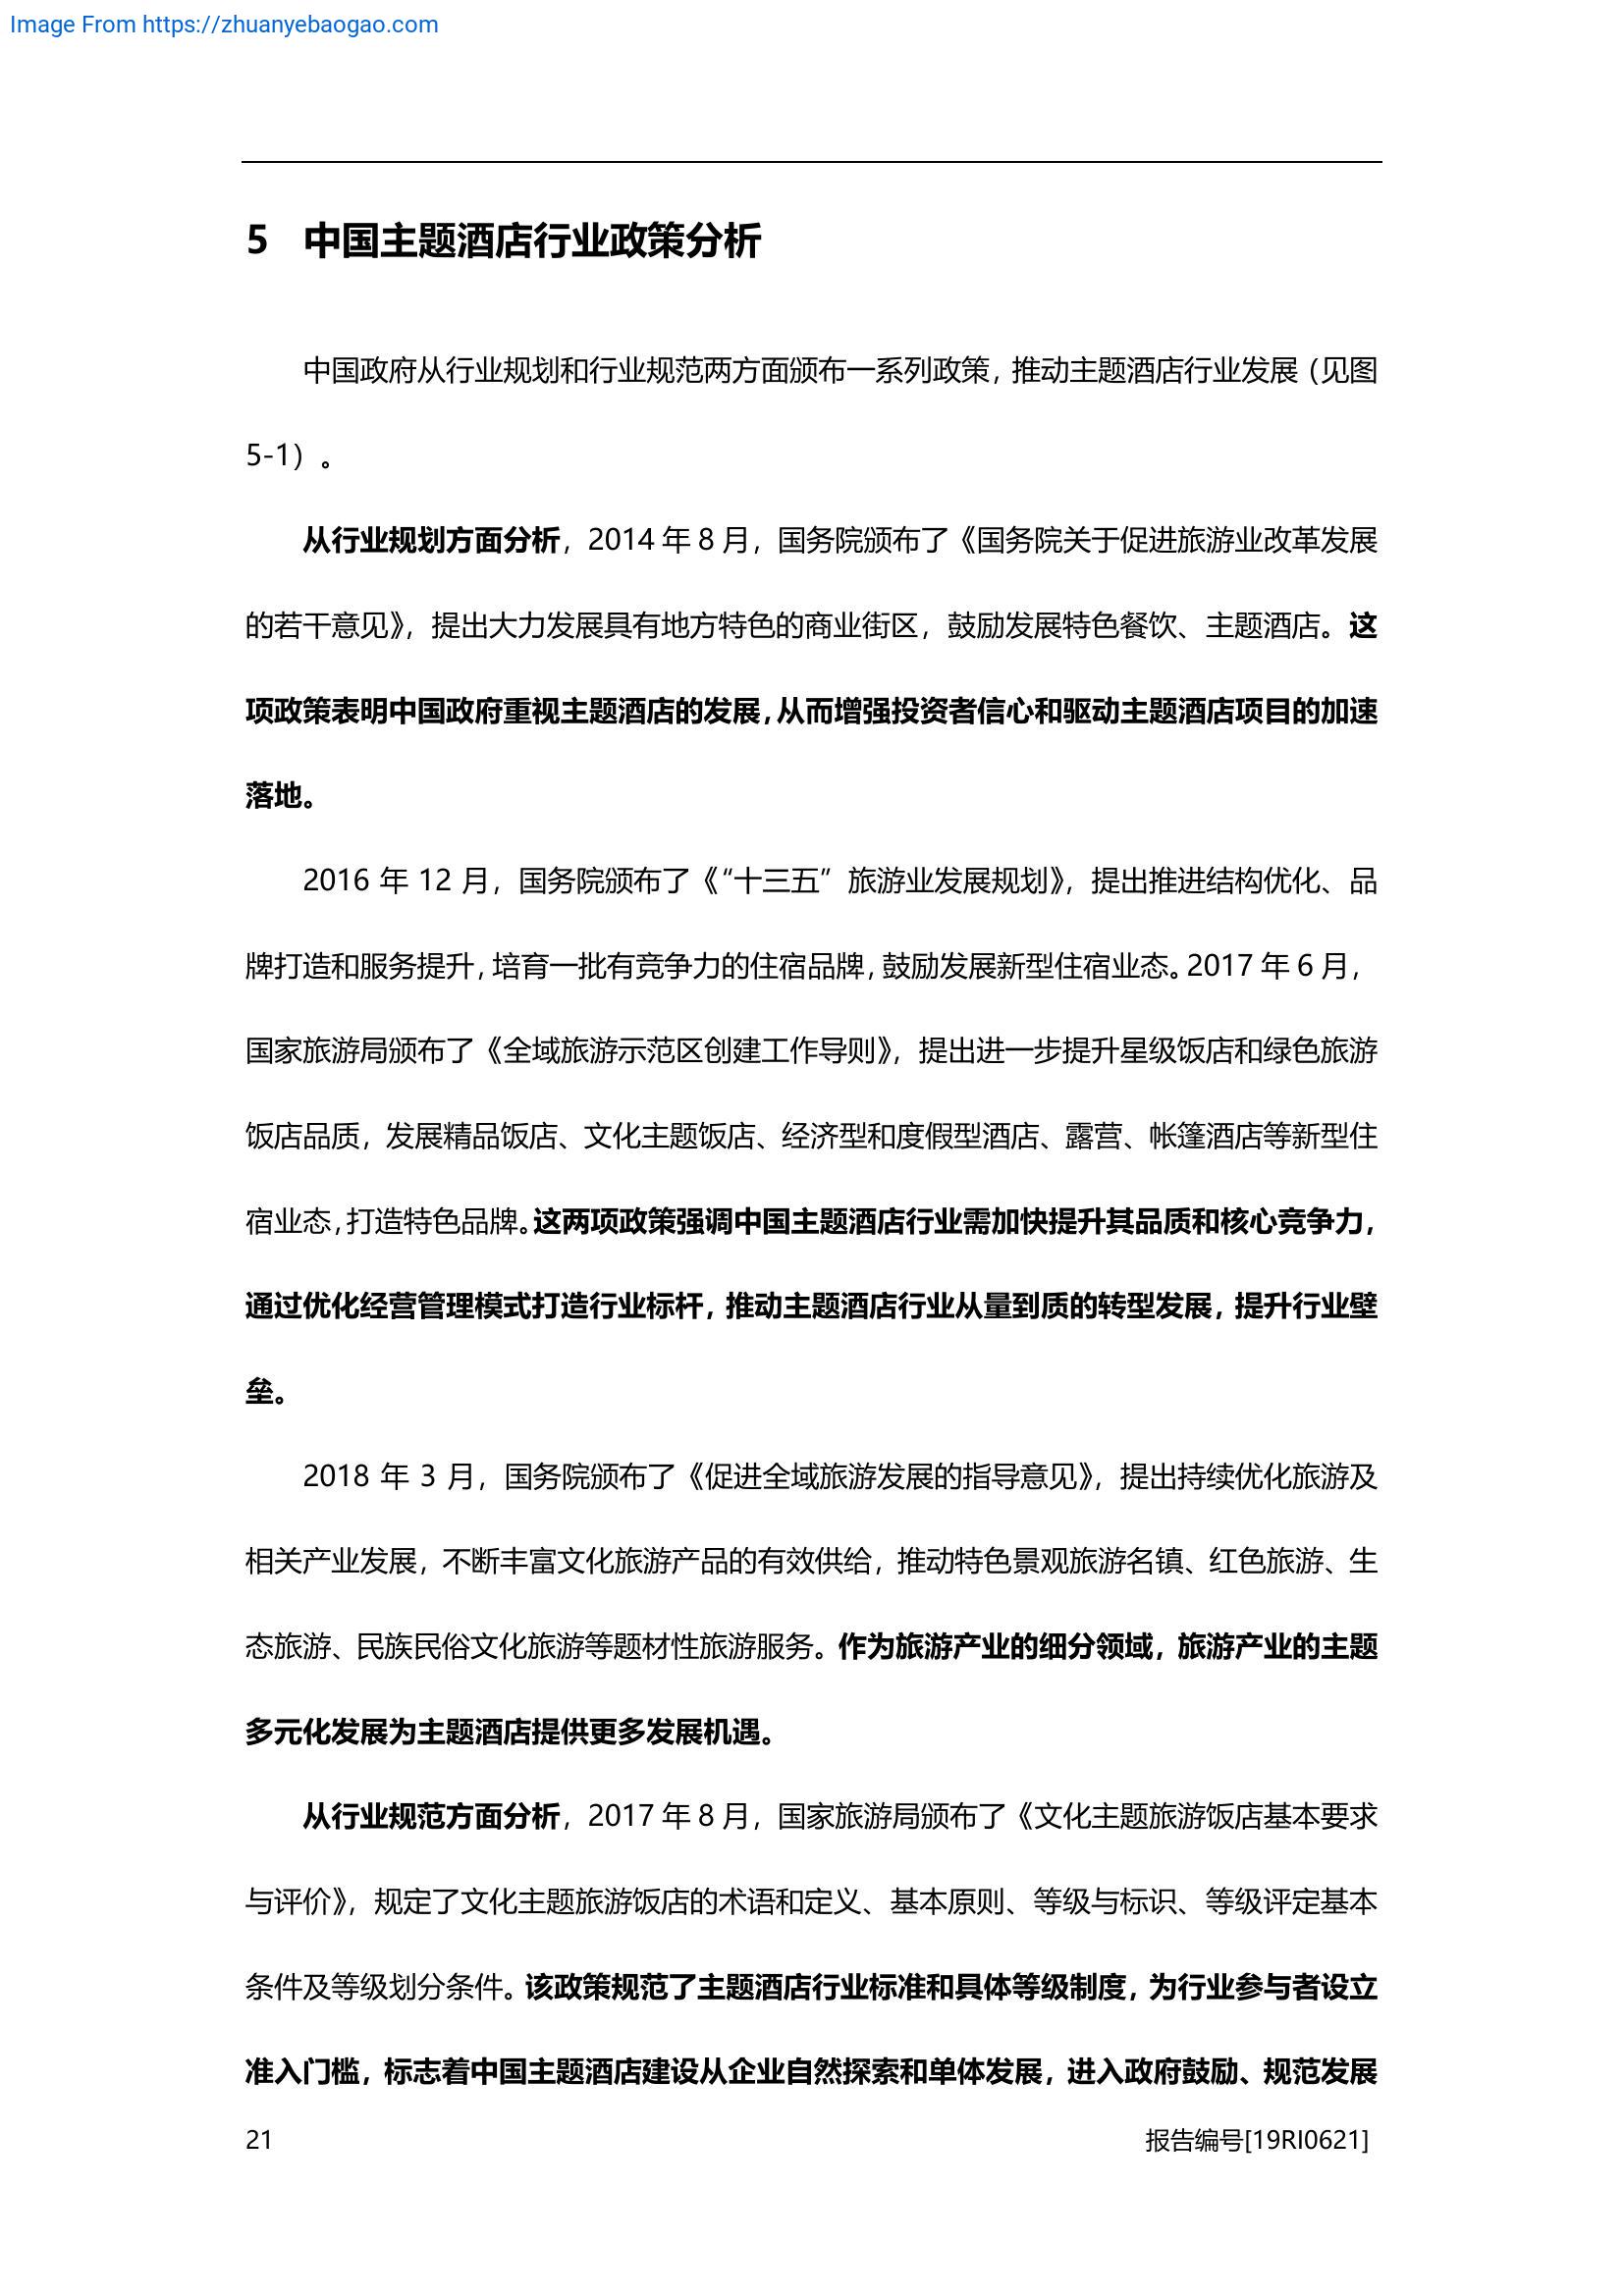 Image From https://zhuanyebaogao.com
5 中国主题酒店行业政策分析
中国政府从行业规划和行业规范两方面颁布一系列政策，推动主题酒店行业发展（见图
5-1）。
从行业规划方面分析，2014 年 8 月，国务院颁布了《国务院关于促进旅游业改革发展
的若干意见》，提出大力发展具有地方特色的商业街区，鼓励发展特色餐饮、主题酒店。这
项政策表明中国政府重视主题酒店的发展，从而增强投资者信心和驱动主题酒店项目的加速
落地。
2016 年 12 月，国务院颁布了《“十三五”旅游业发展规划》，提出推进结构优化、品
牌打造和服务提升，培育一批有竞争力的住宿品牌，鼓励发展新型住宿业态。2017 年 6 月，
国家旅游局颁布了《全域旅游示范区创建工作导则》，提出进一步提升星级饭店和绿色旅游
饭店品质，发展精品饭店、文化主题饭店、经济型和度假型酒店、露营、帐篷酒店等新型住
宿业态，打造特色品牌。这两项政策强调中国主题酒店行业需加快提升其品质和核心竞争力，
通过优化经营管理模式打造行业标杆，推动主题酒店行业从量到质的转型发展，提升行业壁
垒。
2018 年 3 月，国务院颁布了《促进全域旅游发展的指导意见》，提出持续优化旅游及
相关产业发展，不断丰富文化旅游产品的有效供给，推动特色景观旅游名镇、红色旅游、生
态旅游、民族民俗文化旅游等题材性旅游服务。作为旅游产业的细分领域，旅游产业的主题
多元化发展为主题酒店提供更多发展机遇。
从行业规范方面分析，2017 年 8 月，国家旅游局颁布了《文化主题旅游饭店基本要求
与评价》，规定了文化主题旅游饭店的术语和定义、基本原则、等级与标识、等级评定基本
条件及等级划分条件。该政策规范了主题酒店行业标准和具体等级制度，为行业参与者设立
准入门槛，标志着中国主题酒店建设从企业自然探索和单体发展，进入政府鼓励、规范发展
21 报告编号[19RI0621]